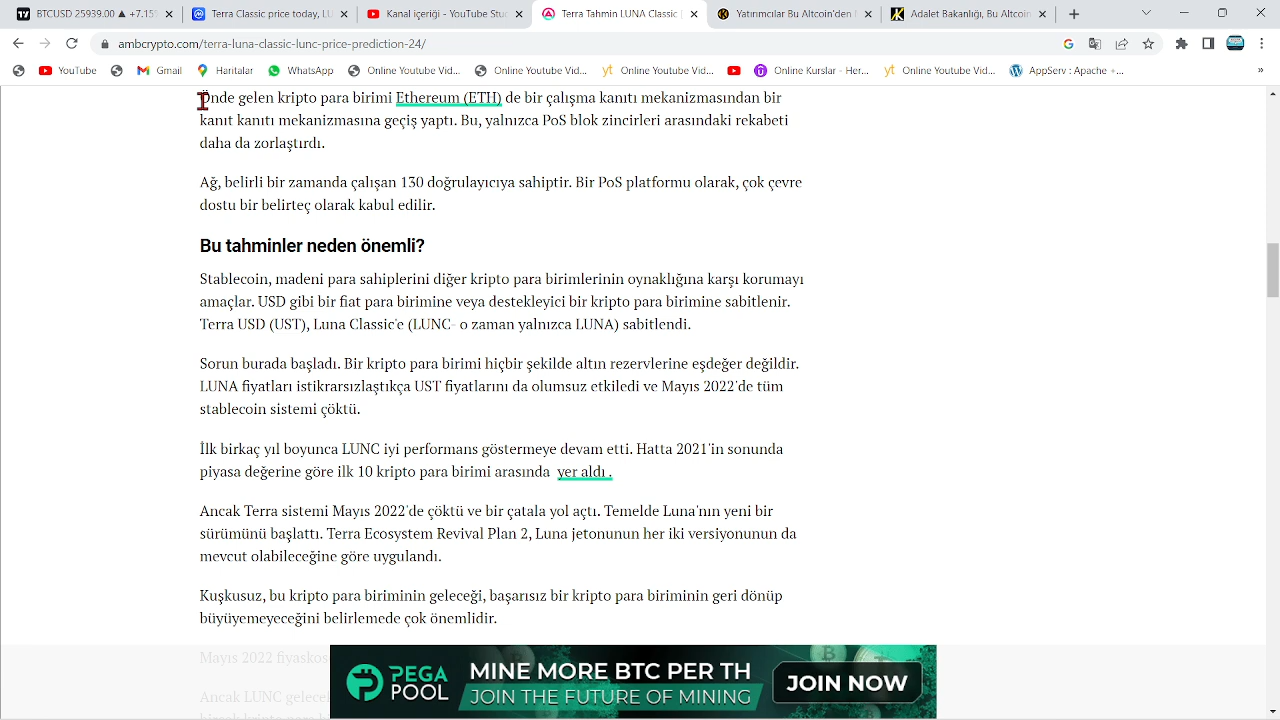 BTCUSD 25939.00 ▲ +7.15
Terra Classic price today, LU
Kanal içeriği - YouTube Stu
Terra Tahmin LUNA Classic [
Yatırımcılar Bu Altcoin'den I
Adalet Bakanlığı Bu Altcoin
ambcrypto.com/terra-luna-classic-lunc-price-prediction-24/
YouTube
Gmail
Haritalar
WhatsApp
Online Youtube Vid...
Online Youtube Vid...
Online Youtube Vid...
Online Kurslar - Her...
Online Youtube Vid...
AppServ : Apache +...
Önde gelen kripto para birimi Ethereum (ETH) de bir çalışma kanıtı mekanizmasından bir
kanıt kanıtı mekanizmasına geçiş yaptı. Bu, yalnızca PoS blok zincirleri arasındaki rekabeti
daha da zorlaştırdı.
Ağ, belirli bir zamanda çalışan 130 doğrulayıcıya sahiptir. Bir PoS platformu olarak, çok çevre
dostu bir belirteç olarak kabul edilir.
Bu tahminler neden önemli?
Stablecoin, madeni para sahiplerini diğer kripto para birimlerinin oynaklığına karşı korumayı
amaçlar. USD gibi bir fiat para birimine veya destekleyici bir kripto para birimine sabitlenir.
Terra USD (UST), Luna Classic'e (LUNC- o zaman yalnızca LUNA) sabitlendi.
Sorun burada başladı. Bir kripto para birimi hiçbir şekilde altın rezervlerine eşdeğer değildir.
LUNA fiyatları istikrarsızlaştıkça UST fiyatlarını da olumsuz etkiledi ve Mayıs 2022'de tüm
stablecoin sistemi çöktü.
İlk birkaç yıl boyunca LUNC iyi performans göstermeye devam etti. Hatta 2021'in sonunda
piyasa değerine göre ilk 10 kripto para birimi arasında yer aldı .
Ancak Terra sistemi Mayıs 2022'de çöktü ve bir çatala yol açtı. Temelde Luna'nın yeni bir
sürümünü başlattı. Terra Ecosystem Revival Plan 2, Luna jetonunun her iki versiyonunun da
mevcut olabileceğine göre uygulandı.
Kuşkusuz, bu kripto para biriminin geleceği, başarısız bir kripto para biriminin geri dönüp
büyüyemeyeceğini belirlemede çok önemlidir.
Mayıs 2022 fiyaskos
Ancak LUNC gelecel
PEGA POOL
MINE MORE BTC PER TH
JOIN THE FUTURE OF MINING
JOIN NOW